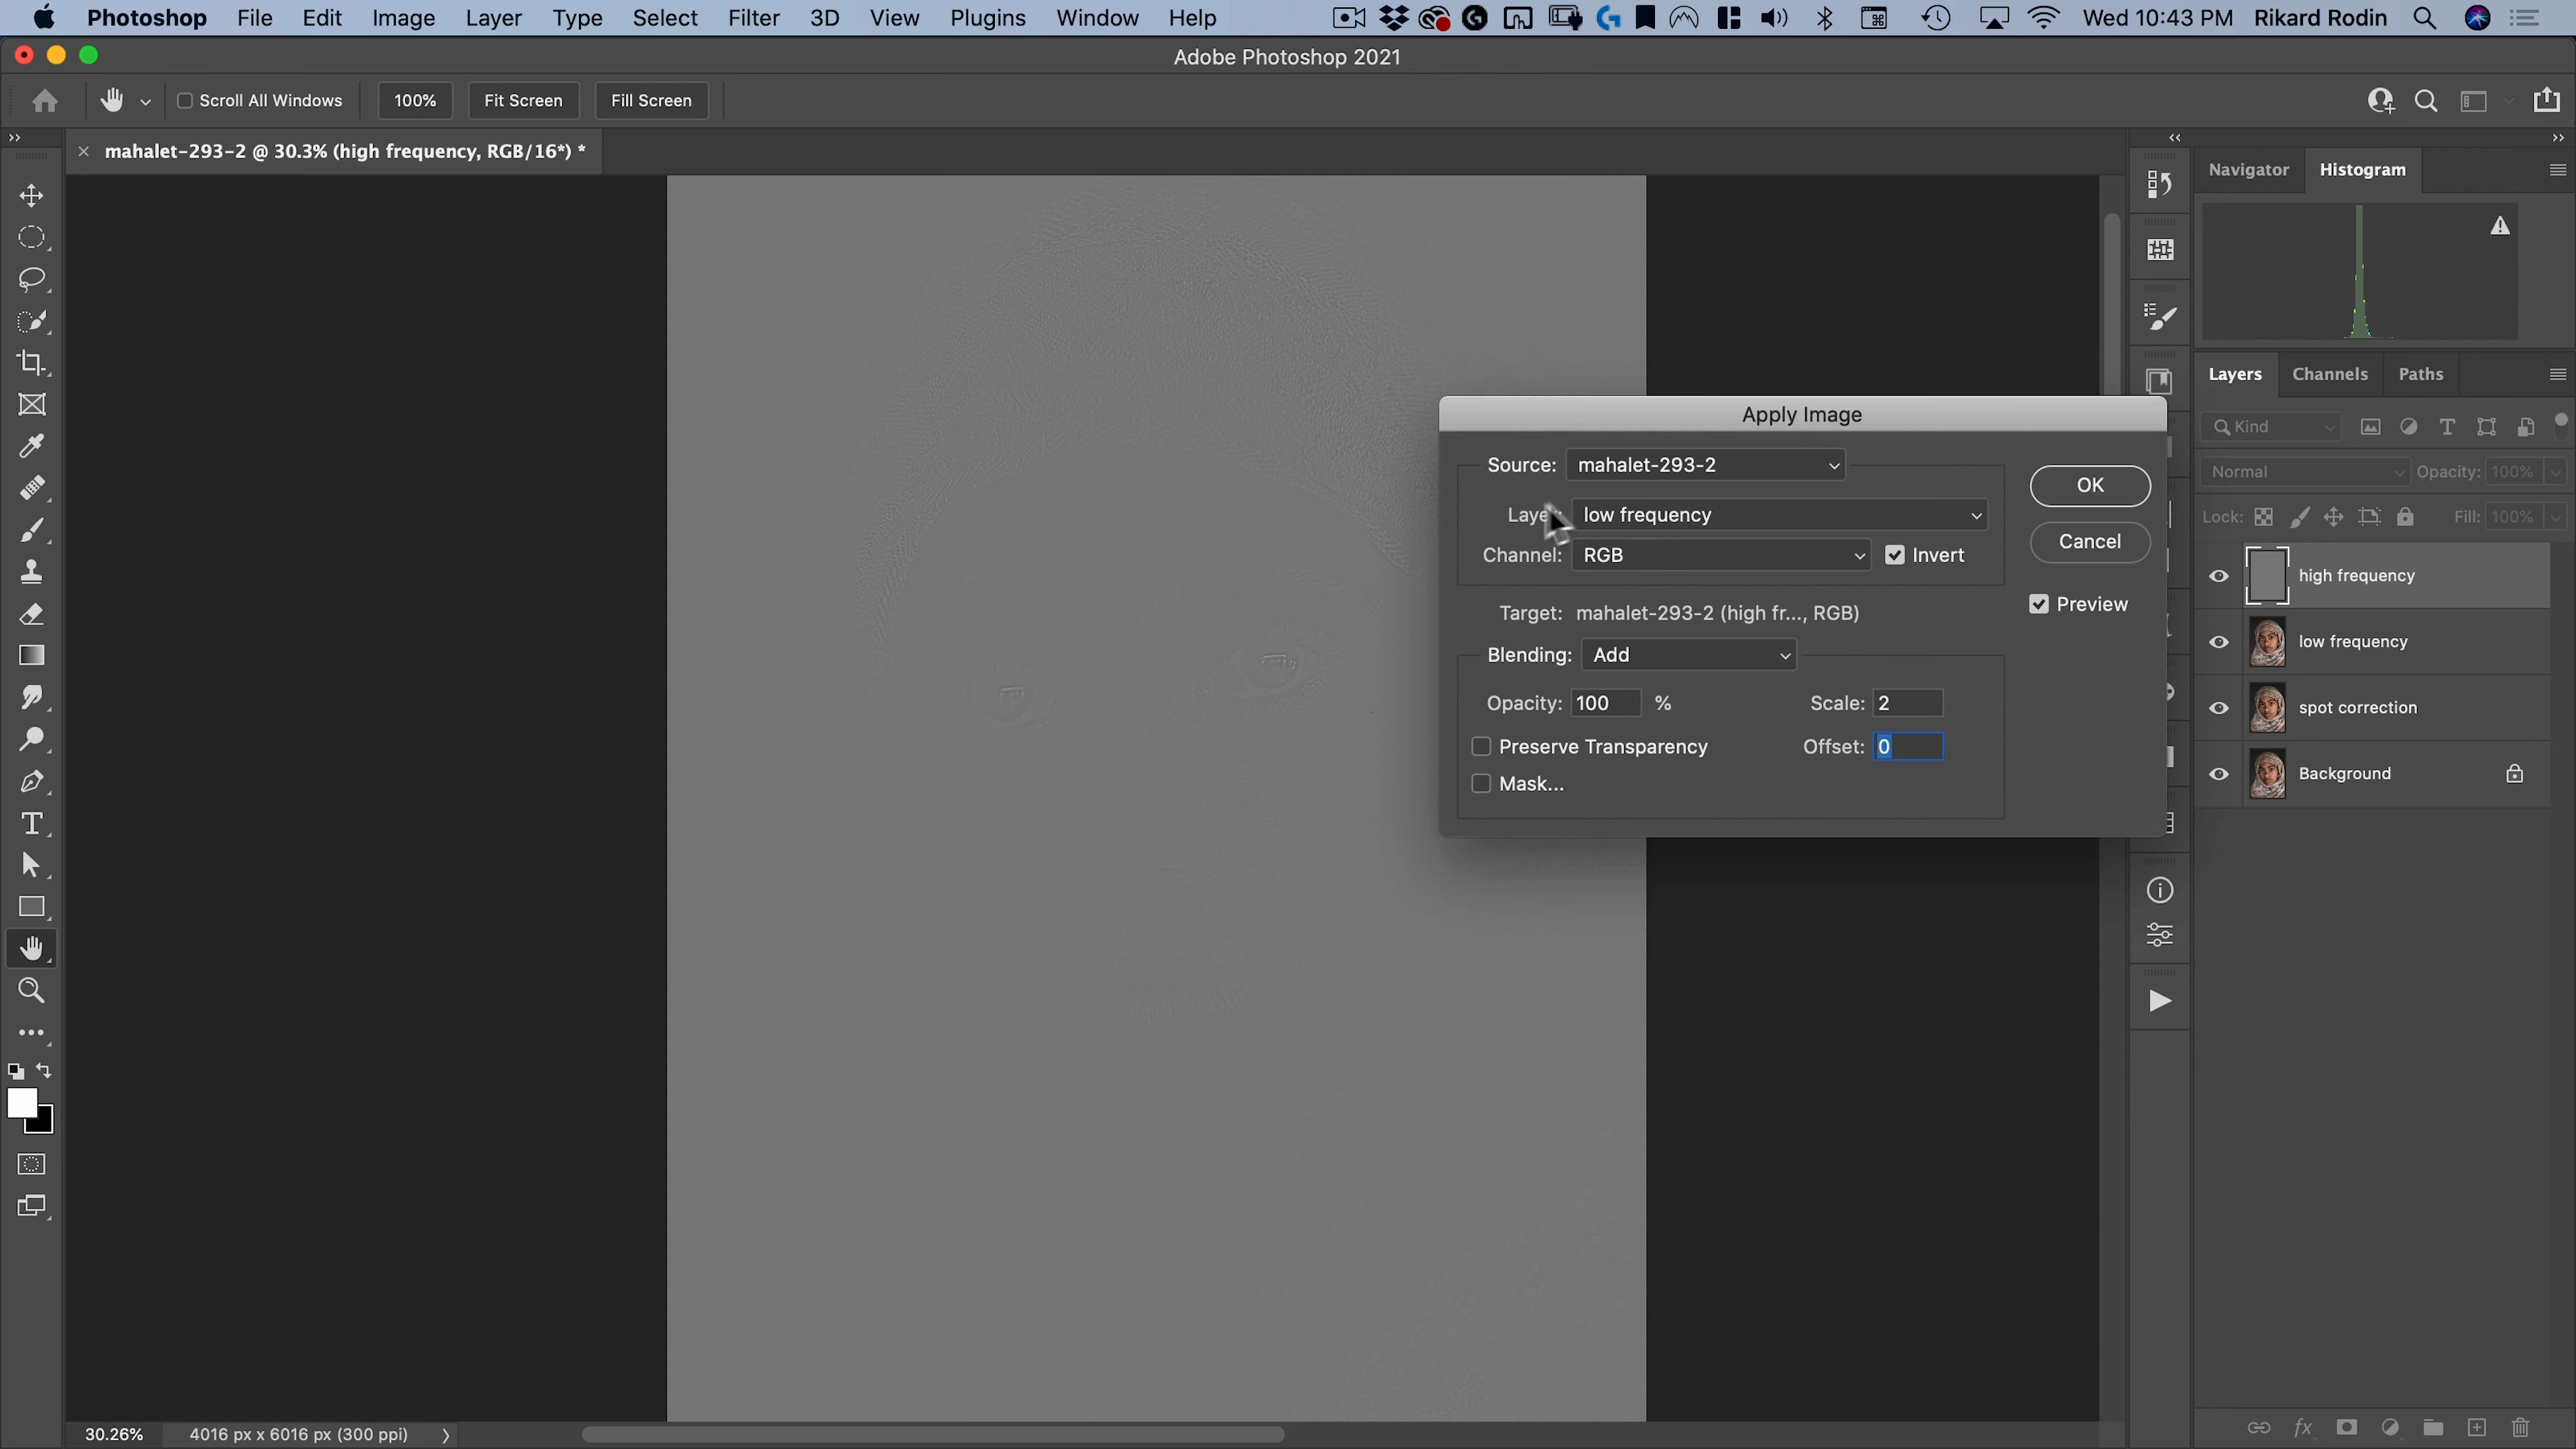 Photoshop File Edit Image Layer Type Select Filter 3D View Plugins Window Help Wed 10:43 PM Rikard Rodin
Adobe Photoshop 2021
Scroll All Windows 100% Fit Screen Fill Screen
mahalet-293-2 @ 30.3% (high frequency, RGB/16*) *
Navigator Histogram
Layers Channels Paths
Kind
Normal Opacity: 100%
Lock: Fill: 100%
high frequency
low frequency
spot correction
Background
Apply Image
Source: mahalet-293-2
Layer: low frequency
Channel: RGB Invert
Target: mahalet-293-2 (high fr..., RGB)
Blending: Add
Opacity: 100 % Scale: 2
Preserve Transparency Offset: 0
Mask...
OK
Cancel
Preview
30.26% 4016 px x 6016 px (300 ppi)